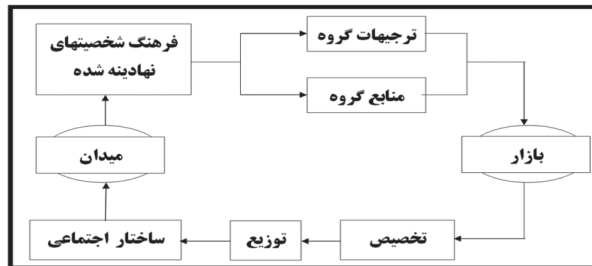 فرهنگ شخصیتهای
نهادینه شده
ترجیهات گروه
منابع گروه
میدان
بازار
ساختار اجتماعی
توزیع
تخصیص